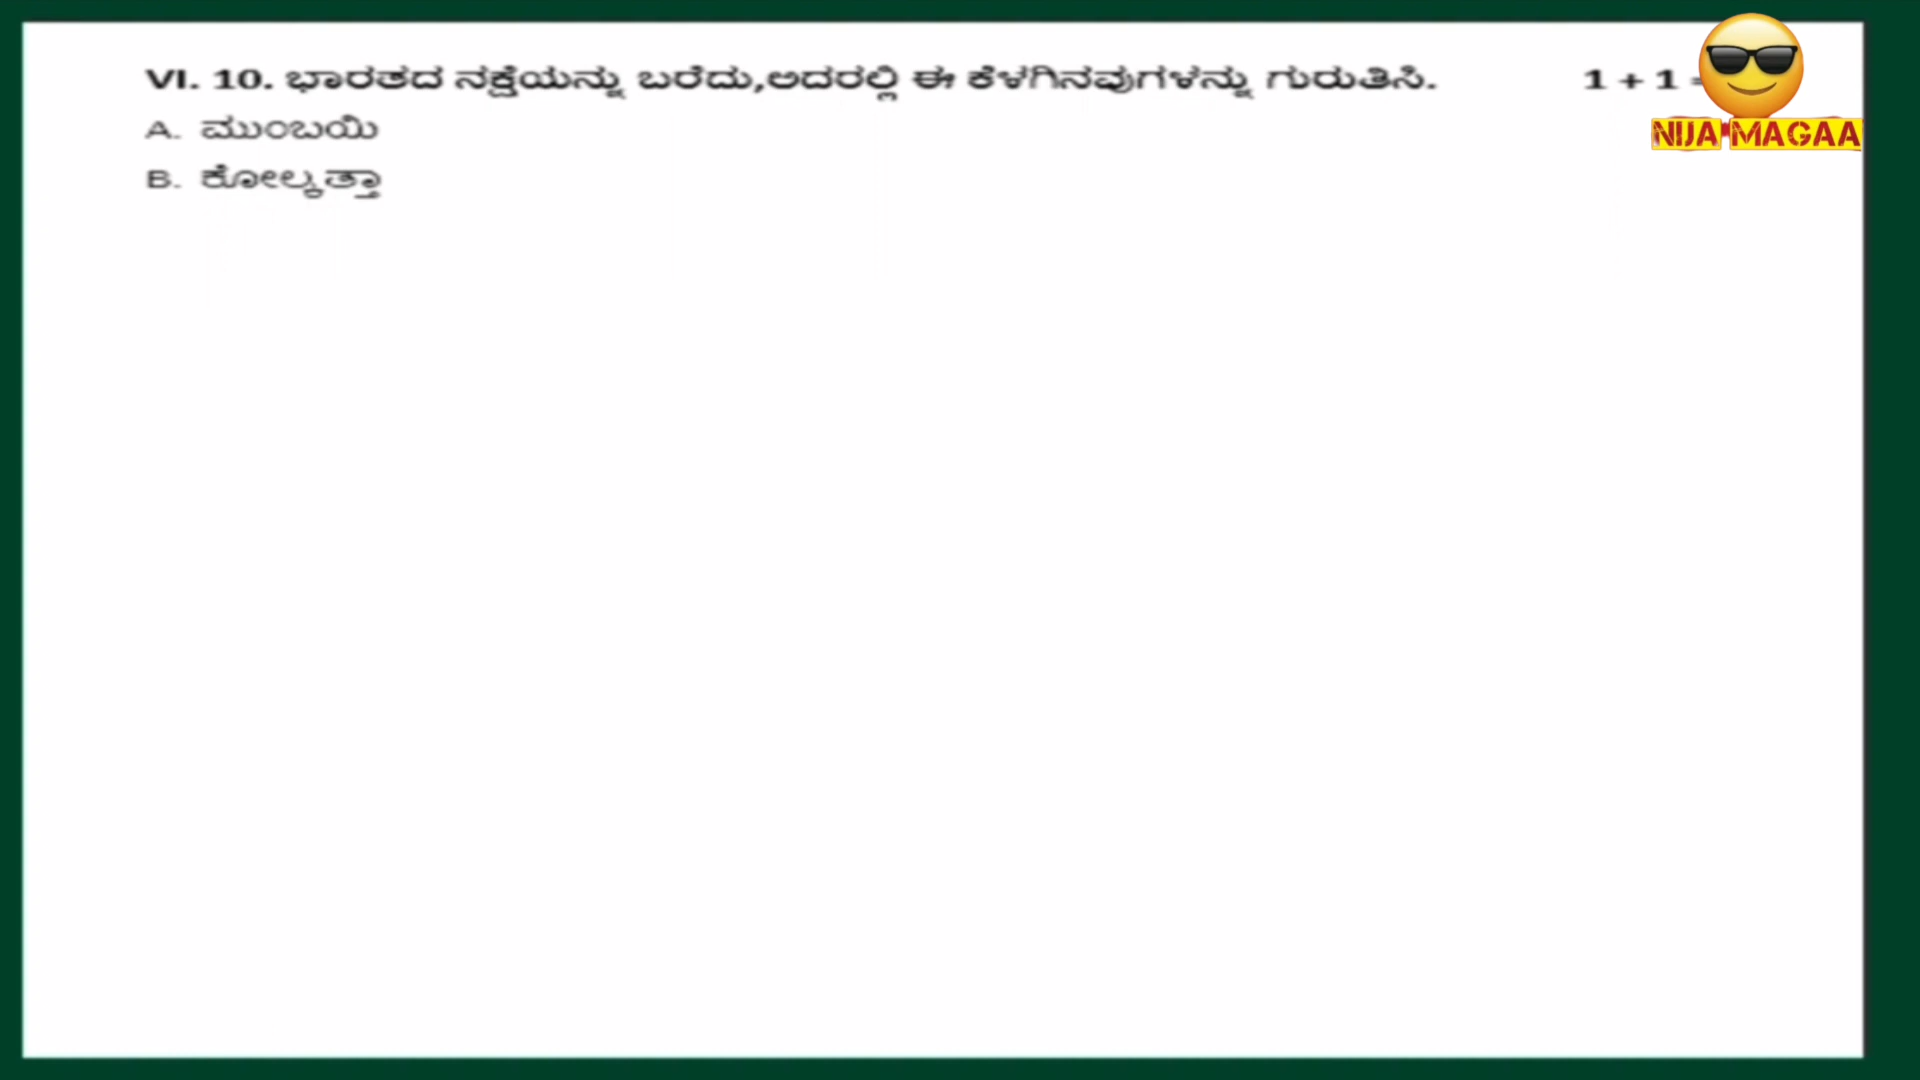 VI. 10. ಭಾರತದ ನಕ್ಷೆಯನ್ನು ಬರೆದು,ಅದರಲ್ಲಿ ಈ ಕೆಳಗಿನವುಗಳನ್ನು ಗುರುತಿಸಿ. 1 + 1 =
A. ಮುಂಬಯಿ
B. ಕೋಲ್ಕತ್ತಾ
NIJA MAGAA